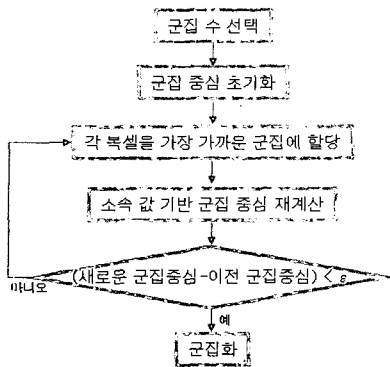 군집 수 선택
군집 중심 초기화
각 복셀을 가장 가까운 군집에 할당
소속 값 기반 군집 중심 재계산
(새로운 군집중심-이전 군집중심) < ε
아니오
예
군집화